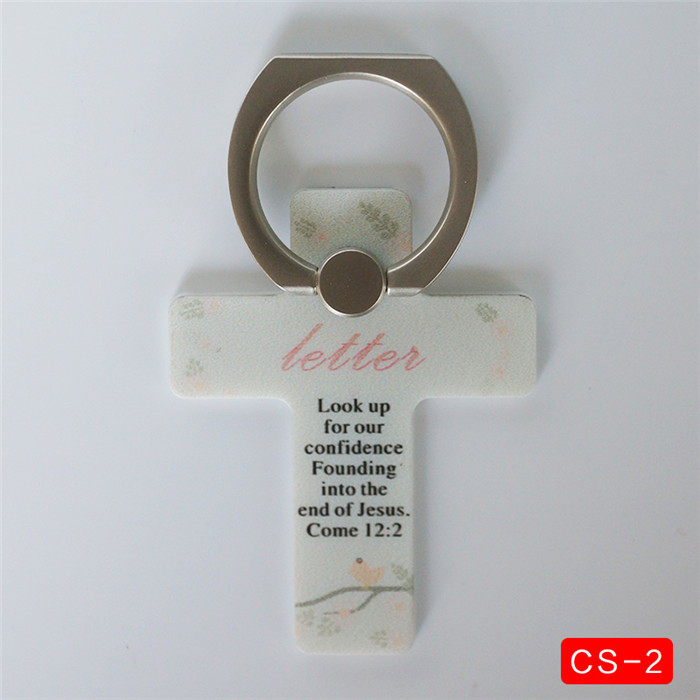 letter
Look up
for our
confidence
Founding
into the
end of Jesus.
Come 12:2
CS-2